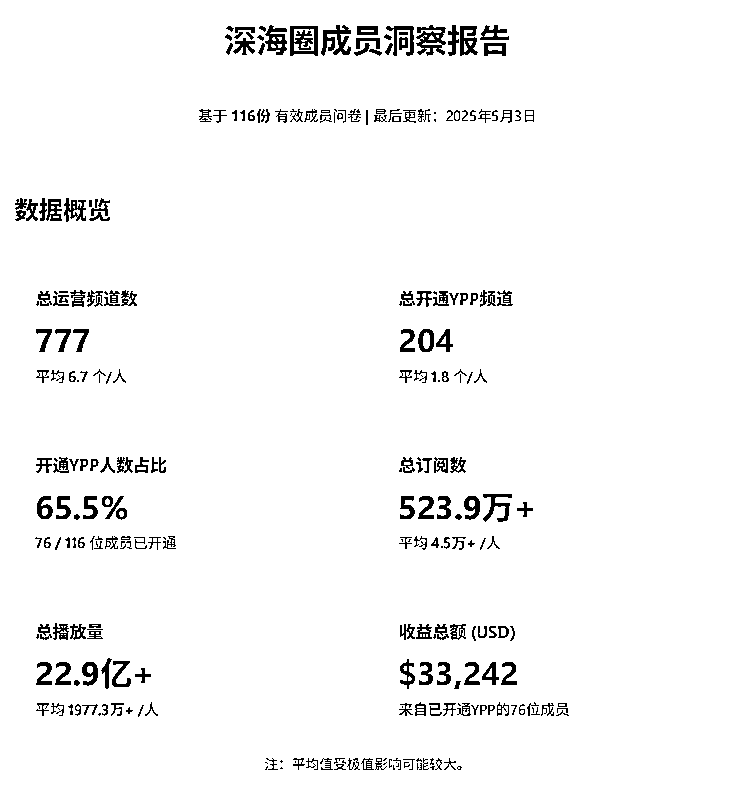 深海圈成员洞察报告
基于 116份 有效成员问卷 | 最后更新：2025年5月3日
数据概览
总运营频道数
777
平均 6.7 个/人
总开通YPP频道
204
平均 1.8 个/人
开通YPP人数占比
65.5%
76 / 116 位成员已开通
总订阅数
523.9万+
平均 4.5万+ /人
总播放量
22.9亿+
平均 1977.3万+ /人
收益总额 (USD)
$33,242
来自已开通YPP的76位成员
注：平均值受极值影响可能较大。